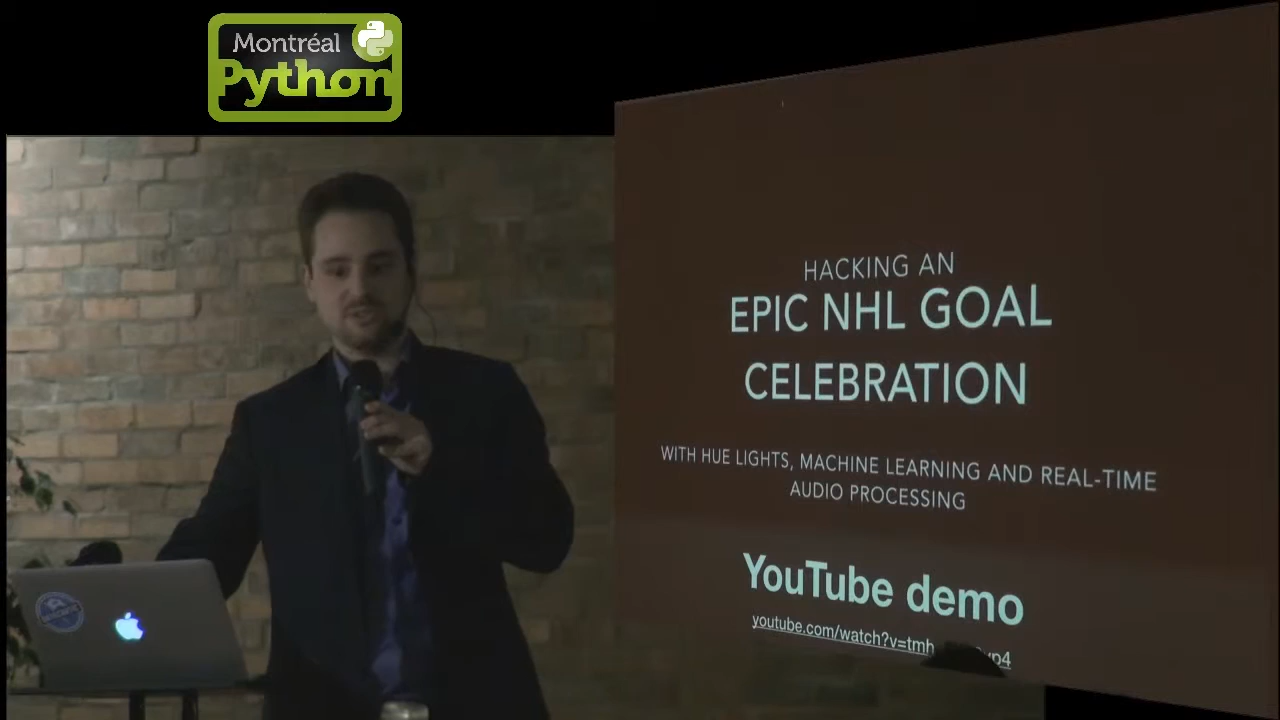 Montréal
Python
HACKING AN
EPIC NHL GOAL
CELEBRATION
WITH HUE LIGHTS, MACHINE LEARNING AND REAL-TIME
AUDIO PROCESSING
YouTube demo